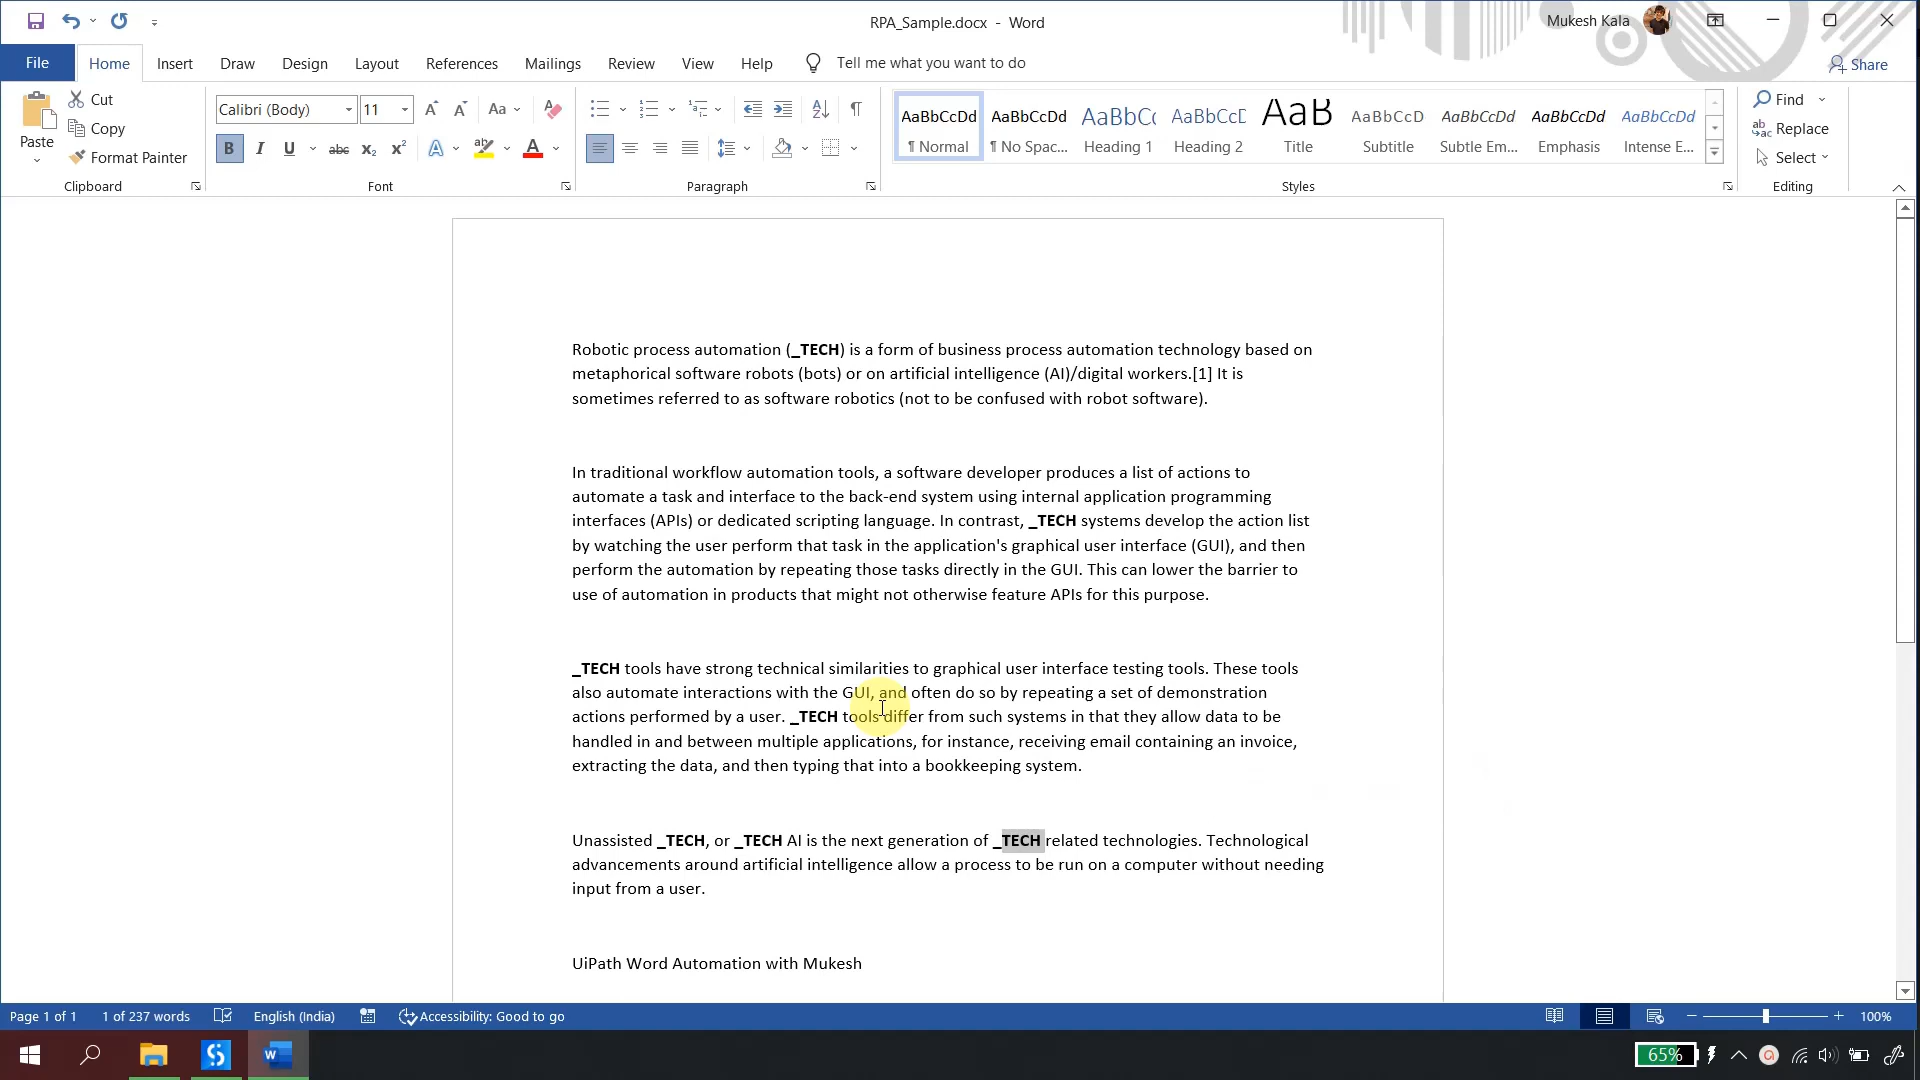 RPA_Sample.docx - Word
Mukesh Kala
File Home Insert Draw Design Layout References Mailings Review View Help Tell me what you want to do Share
Paste
Cut
Copy
Format Painter
Clipboard
Calibri (Body) 11
Aa
B I U abc x₂ x²
Font
Paragraph
AaBbCcDd AaBbCcDd AaBbCc AaBbCcD AaB AaBbCcD AaBbCcDd AaBbCcDd AaBbCcDd
¶ Normal ¶ No Spac... Heading 1 Heading 2 Title Subtitle Subtle Em... Emphasis Intense E...
Styles
Find
Replace
Select
Editing
Robotic process automation (_TECH) is a form of business process automation technology based on
metaphorical software robots (bots) or on artificial intelligence (AI)/digital workers.[1] It is
sometimes referred to as software robotics (not to be confused with robot software).
In traditional workflow automation tools, a software developer produces a list of actions to
automate a task and interface to the back-end system using internal application programming
interfaces (APIs) or dedicated scripting language. In contrast, _TECH systems develop the action list
by watching the user perform that task in the application's graphical user interface (GUI), and then
perform the automation by repeating those tasks directly in the GUI. This can lower the barrier to
use of automation in products that might not otherwise feature APIs for this purpose.
_TECH tools have strong technical similarities to graphical user interface testing tools. These tools
also automate interactions with the GUI, and often do so by repeating a set of demonstration
actions performed by a user. _TECH tools differ from such systems in that they allow data to be
handled in and between multiple applications, for instance, receiving email containing an invoice,
extracting the data, and then typing that into a bookkeeping system.
Unassisted _TECH, or _TECH AI is the next generation of _TECH related technologies. Technological
advancements around artificial intelligence allow a process to be run on a computer without needing
input from a user.
UiPath Word Automation with Mukesh
Page 1 of 1 1 of 237 words English (India) Accessibility: Good to go 100%
65%